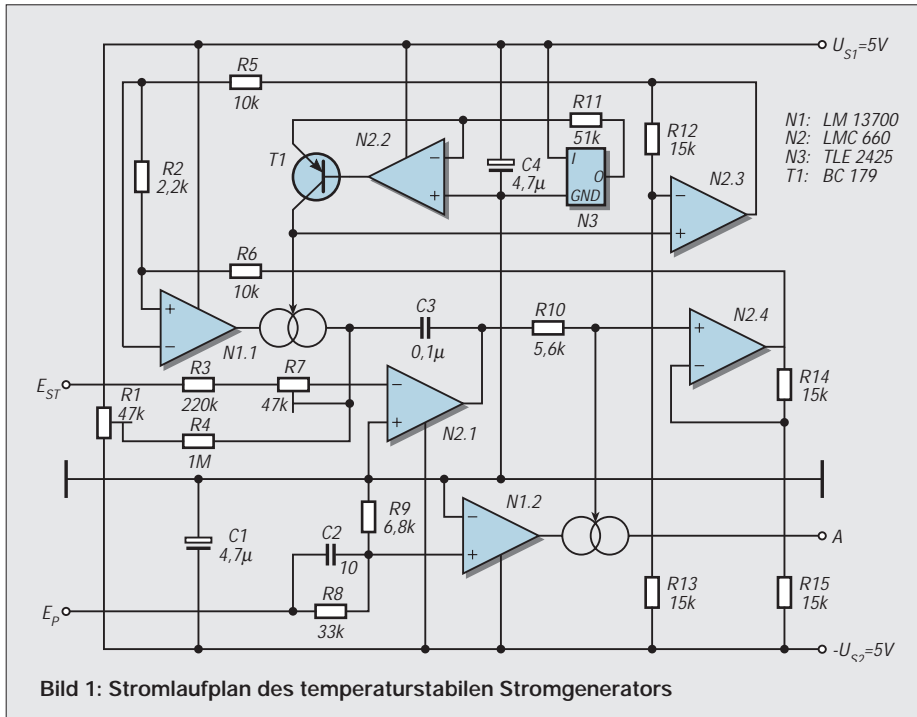 U_S1=5V
R5
10k
R11
51k
N1: LM 13700
N2: LMC 660
N3: TLE 2425
T1: BC 179
R12
15k
N2.2
T1
−
+
C4
4,7µ
I
O
GND
N3
N2.3
−
+
R2
2,2k
R6
10k
+
−
N1.1
C3
0,1µ
R10
5,6k
N2.4
+
−
E_ST
R3
220k
R7
47k
−
+
N2.1
R1
47k
R4
1M
R14
15k
R9
6,8k
N1.2
−
+
C1
4,7µ
C2
10
A
E_P
R8
33k
R13
15k
R15
15k
-U_S2=5V
Bild 1: Stromlaufplan des temperaturstabilen Stromgenerators